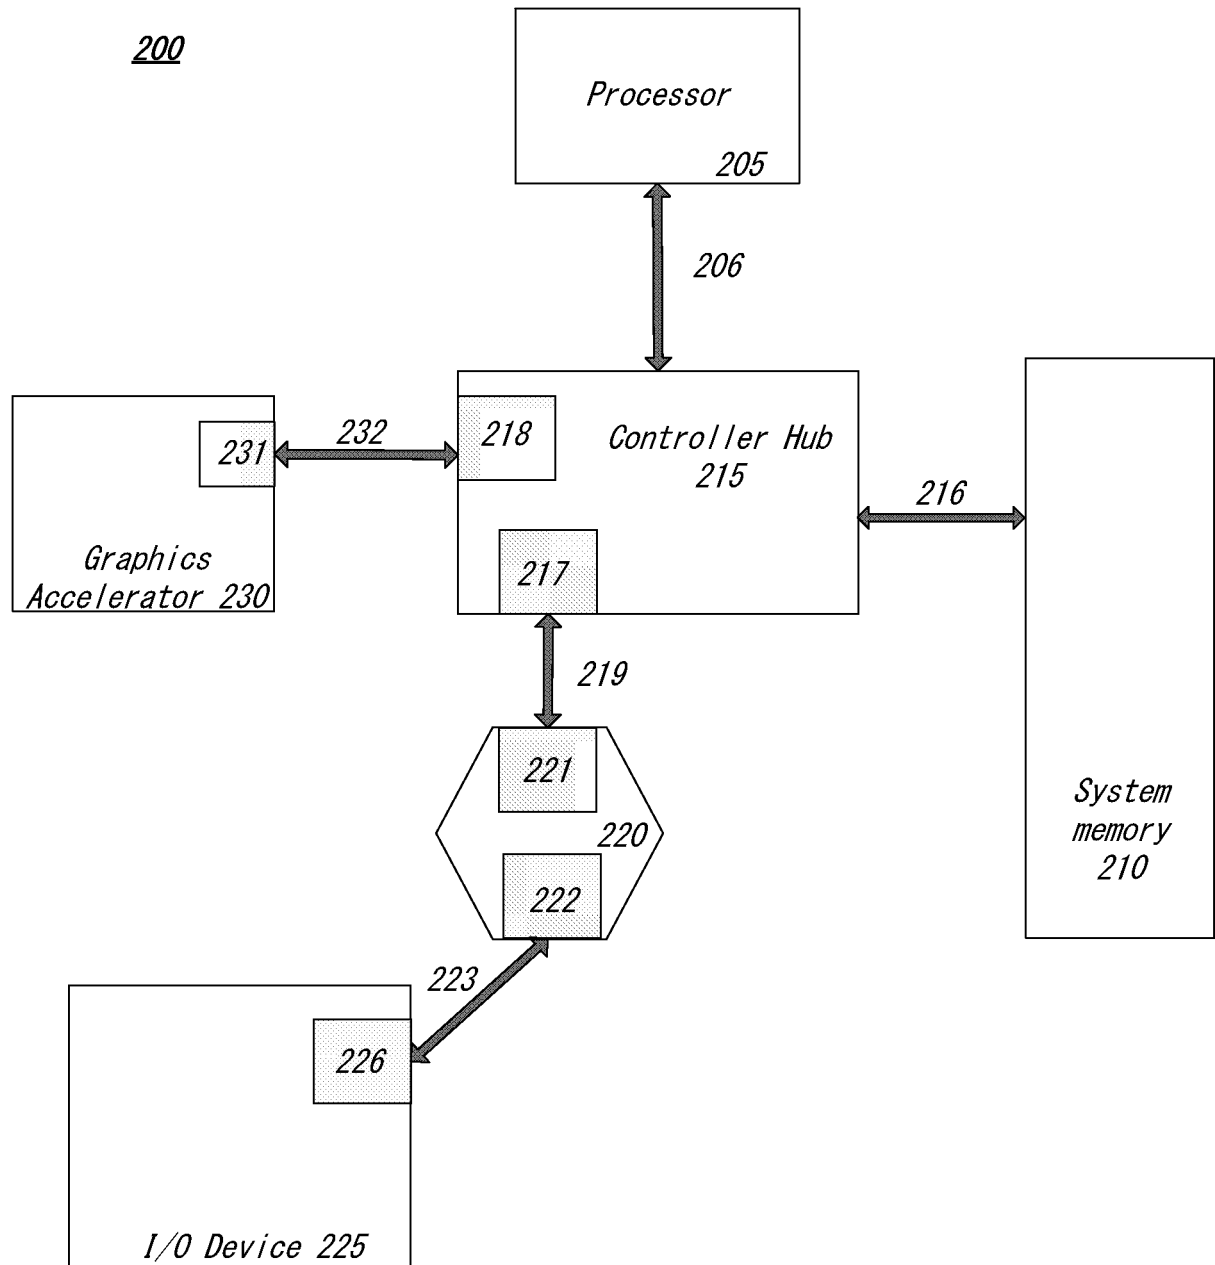 200
Processor
205
206
231
232
218
Controller Hub
215
216
Graphics
Accelerator 230
217
219
221
220
222
System
memory
210
223
226
I/O Device 225